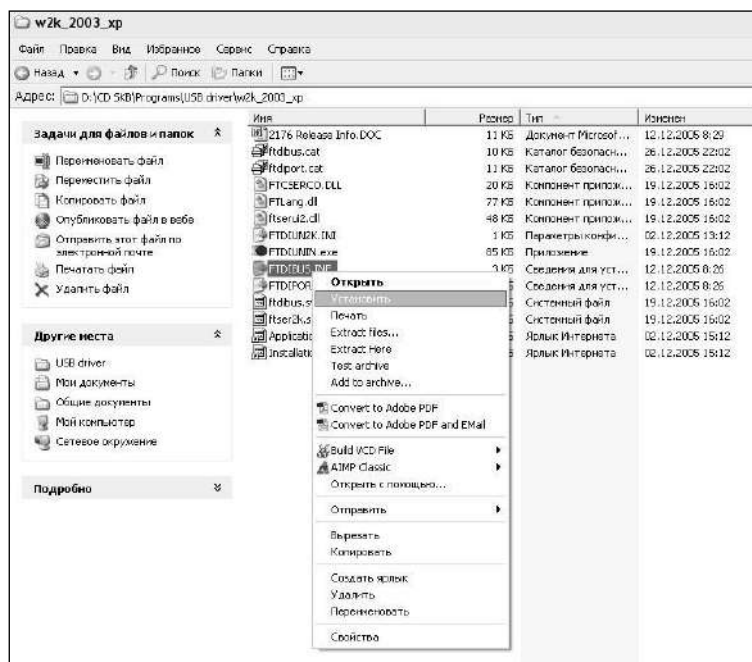 w2k_2003_xp
Файл Правка Вид Избранное Сервис Справка
Назад Поиск Папки
Адрес: D:\CD SKB\Programs\USB driver\w2k_2003_xp
Имя Размер Тип Изменен
Задачи для файлов и папок
Переименовать файл
Переместить файл
Копировать файл
Опубликовать файл в вебе
Отправить этот файл по
электронной почте
Печатать файл
Удалить файл
Другие места
USB driver
Мои документы
Общие документы
Мой компьютер
Сетевое окружение
Подробно
2176 Release Info.DOC 11 КБ Документ Microsof... 12.12.2005 8:29
ftdibus.cat 10 КБ Каталог безопасн... 26.12.2005 22:02
ftdiport.cat 11 КБ Каталог безопасн... 26.12.2005 22:02
FTCSERCO.DLL 20 КБ Компонент прилож... 19.12.2005 16:02
FTLang.dll 77 КБ Компонент прилож... 19.12.2005 16:02
ftserui2.dll 48 КБ Компонент прилож... 19.12.2005 16:02
FTDIUN2K.INI 1 КБ Параметры конфи... 02.12.2005 13:12
FTDIUNIN.exe 85 КБ Приложение 19.12.2005 16:02
FTDIBUS.INF 3 КБ Сведения для уст... 12.12.2005 8:26
FTDIPOR Сведения для уст... 12.12.2005 8:26
ftdibus.s Системный файл 19.12.2005 16:02
ftser2k.s Системный файл 19.12.2005 16:02
Applicatio Ярлык Интернета 02.12.2005 15:12
Installatio Ярлык Интернета 02.12.2005 15:12
Открыть
Установить
Печать
Extract files...
Extract Here
Test archive
Add to archive...
Convert to Adobe PDF
Convert to Adobe PDF and EMail
Build VCD File
AIMP Classic
Открыть с помощью...
Отправить
Вырезать
Копировать
Создать ярлык
Удалить
Переименовать
Свойства